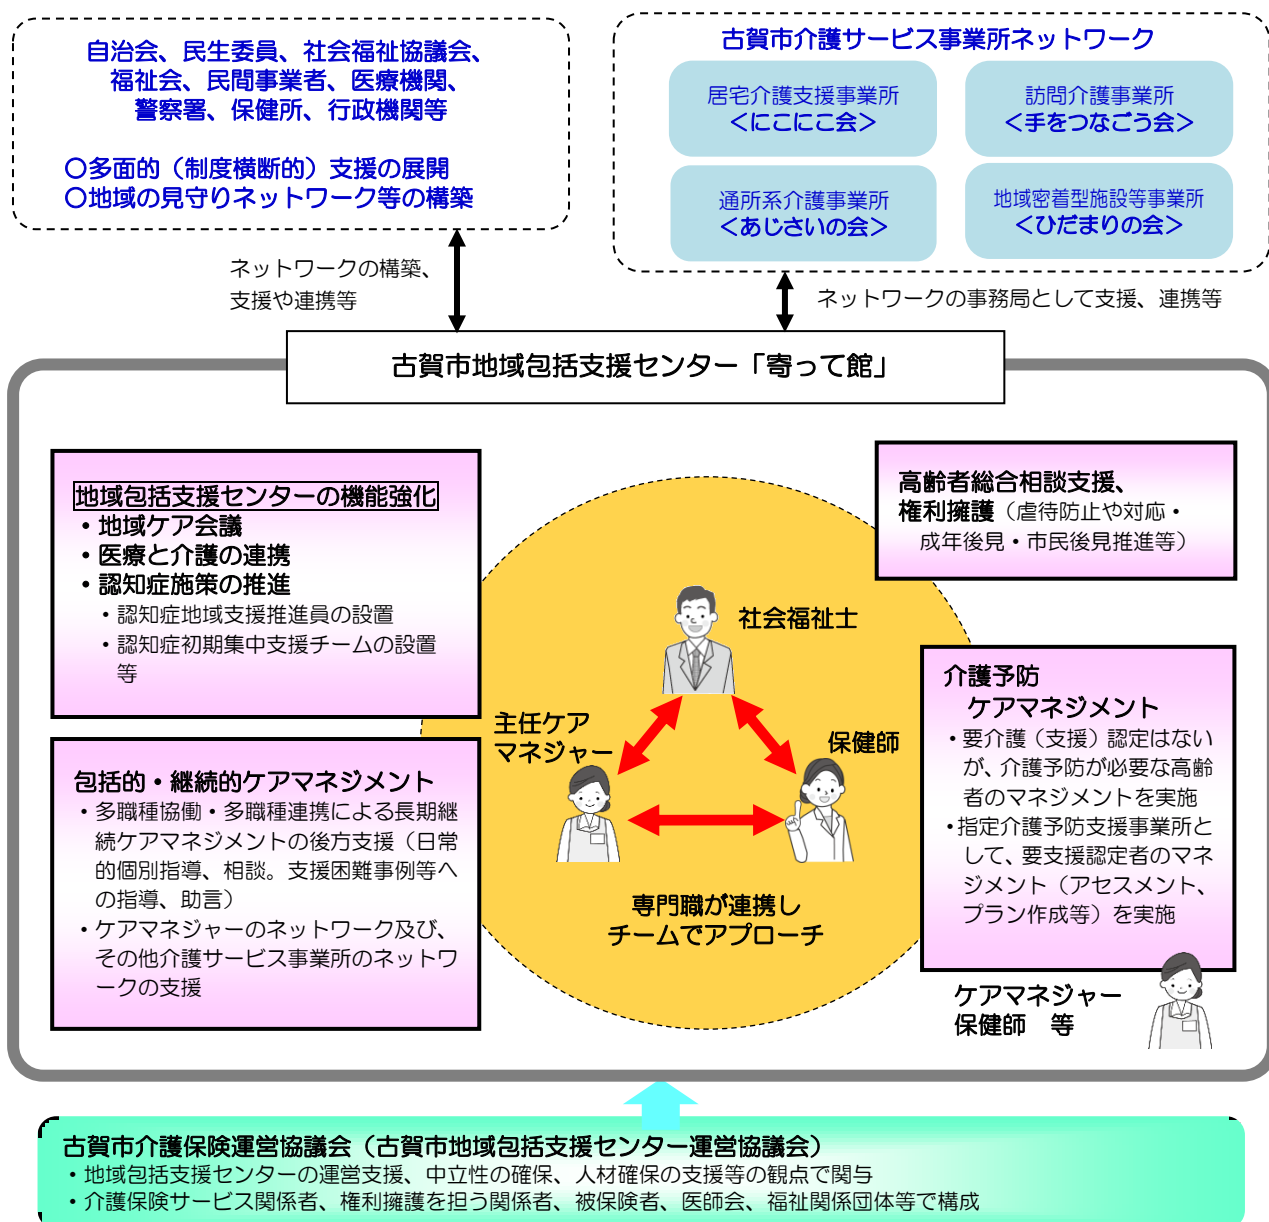 自治会、民生委員、社会福祉協議会、
福祉会、民間事業者、医療機関、
警察署、保健所、行政機関等
○多面的（制度横断的）支援の展開
○地域の見守りネットワーク等の構築
古賀市介護サービス事業所ネットワーク
居宅介護支援事業所
＜にこにこ会＞
訪問介護事業所
＜手をつなごう会＞
通所系介護事業所
＜あじさいの会＞
地域密着型施設等事業所
＜ひだまりの会＞
ネットワークの構築、
支援や連携等
ネットワークの事務局として支援、連携等
古賀市地域包括支援センター「寄って館」
地域包括支援センターの機能強化
・地域ケア会議
・医療と介護の連携
・認知症施策の推進
・認知症地域支援推進員の設置
・認知症初期集中支援チームの設置
等
高齢者総合相談支援、
権利擁護（虐待防止や対応・
成年後見・市民後見推進等）
社会福祉士
主任ケア
マネジャー
保健師
専門職が連携し
チームでアプローチ
包括的・継続的ケアマネジメント
・多職種協働・多職種連携による長期継
続ケアマネジメントの後方支援（日常
的個別指導、相談。支援困難事例等へ
の指導、助言）
・ケアマネジャーのネットワーク及び、
その他介護サービス事業所のネットワ
ークの支援
介護予防
ケアマネジメント
・要介護（支援）認定はない
が、介護予防が必要な高齢
者のマネジメントを実施
・指定介護予防支援事業所と
して、要支援認定者のマネ
ジメント（アセスメント、
プラン作成等）を実施
ケアマネジャー
保健師　等
古賀市介護保険運営協議会（古賀市地域包括支援センター運営協議会）
・地域包括支援センターの運営支援、中立性の確保、人材確保の支援等の観点で関与
・介護保険サービス関係者、権利擁護を担う関係者、被保険者、医師会、福祉関係団体等で構成